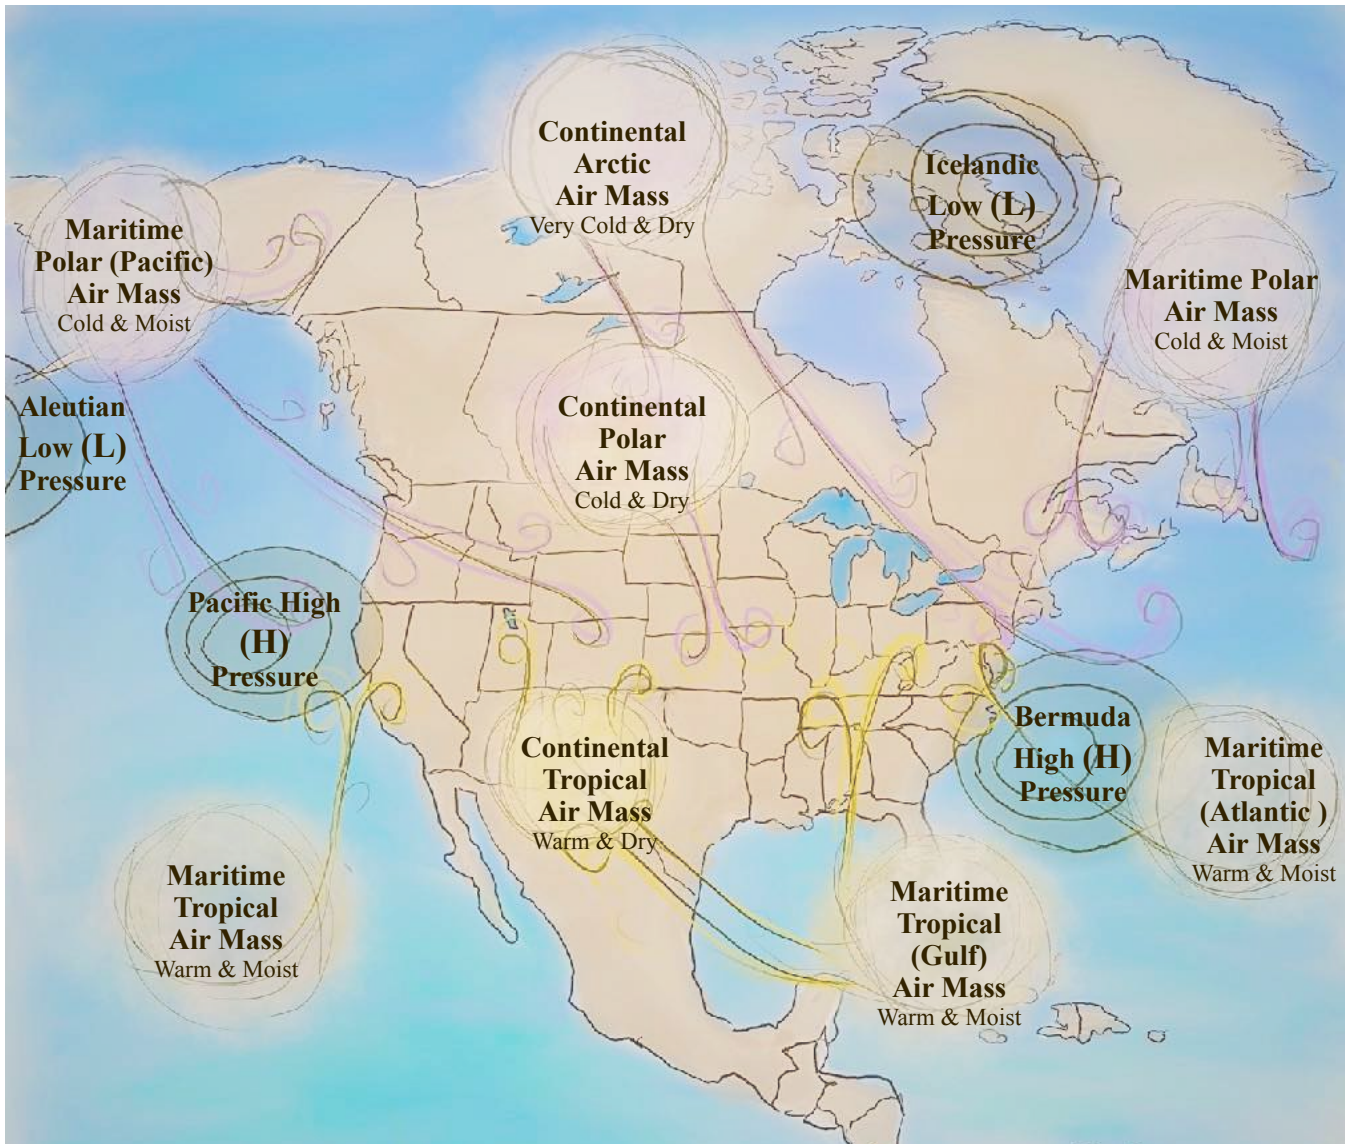 Continental
Arctic
Air Mass
Very Cold & Dry
Icelandic
Low (L)
Pressure
Maritime
Polar (Pacific)
Air Mass
Cold & Moist
Maritime Polar
Air Mass
Cold & Moist
Aleutian
Low (L)
Pressure
Continental
Polar
Air Mass
Cold & Dry
Pacific High
(H)
Pressure
Continental
Tropical
Air Mass
Warm & Dry
Bermuda
High (H)
Pressure
Maritime
Tropical
(Atlantic )
Air Mass
Warm & Moist
Maritime
Tropical
Air Mass
Warm & Moist
Maritime
Tropical
(Gulf)
Air Mass
Warm & Moist